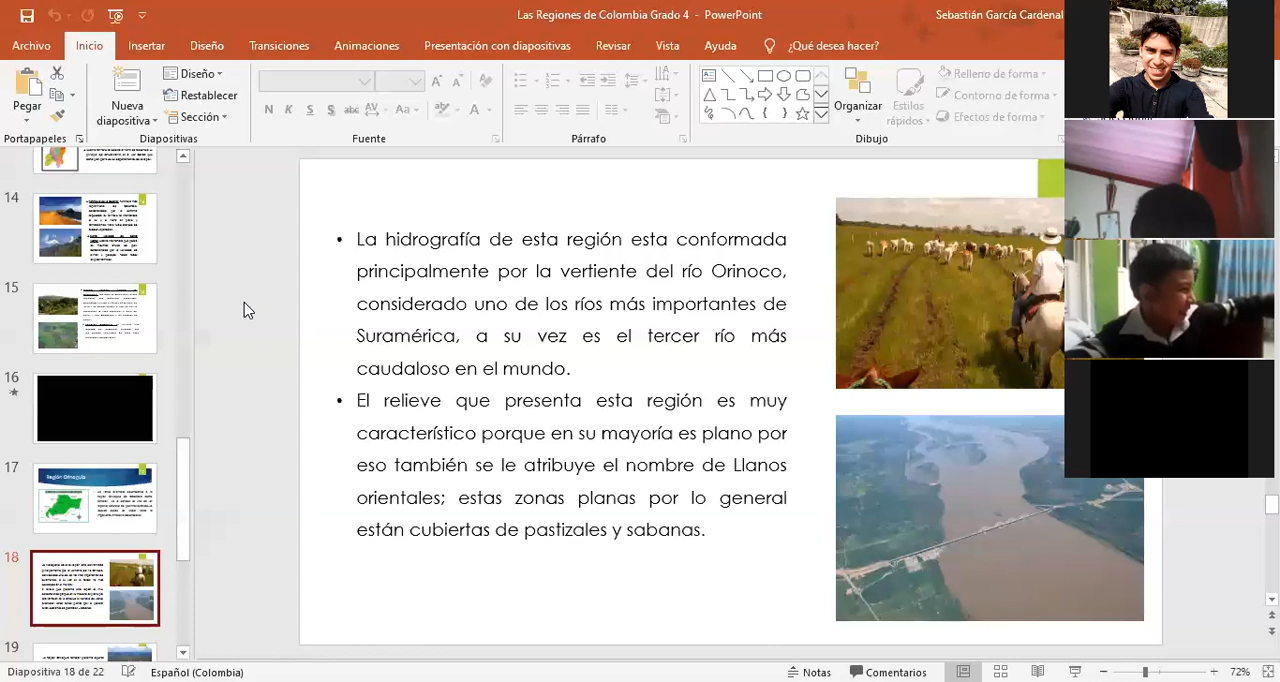 Las Regiones de Colombia Grado 4 - PowerPoint
Sebastián García Cardenal
Archivo
Inicio
Insertar
Diseño
Transiciones
Animaciones
Presentación con diapositivas
Revisar
Vista
Ayuda
¿Qué desea hacer?
Pegar
Nueva
diapositiva
Diseño
Restablecer
Sección
N K S S abc AV Aa
Organizar
Estilos
rápidos
Relleno de forma
Contorno de forma
Efectos de forma
Portapapeles
Diapositivas
Fuente
Párrafo
Dibujo
14
15
16
17
Región Orinoquía
18
19
• La hidrografía de esta región esta conformada
principalmente por la vertiente del río Orinoco,
considerado uno de los ríos más importantes de
Suramérica, a su vez es el tercer río más
caudaloso en el mundo.
• El relieve que presenta esta región es muy
característico porque en su mayoría es plano por
eso también se le atribuye el nombre de Llanos
orientales; estas zonas planas por lo general
están cubiertas de pastizales y sabanas.
Diapositiva 18 de 22
Español (Colombia)
Notas
Comentarios
72%